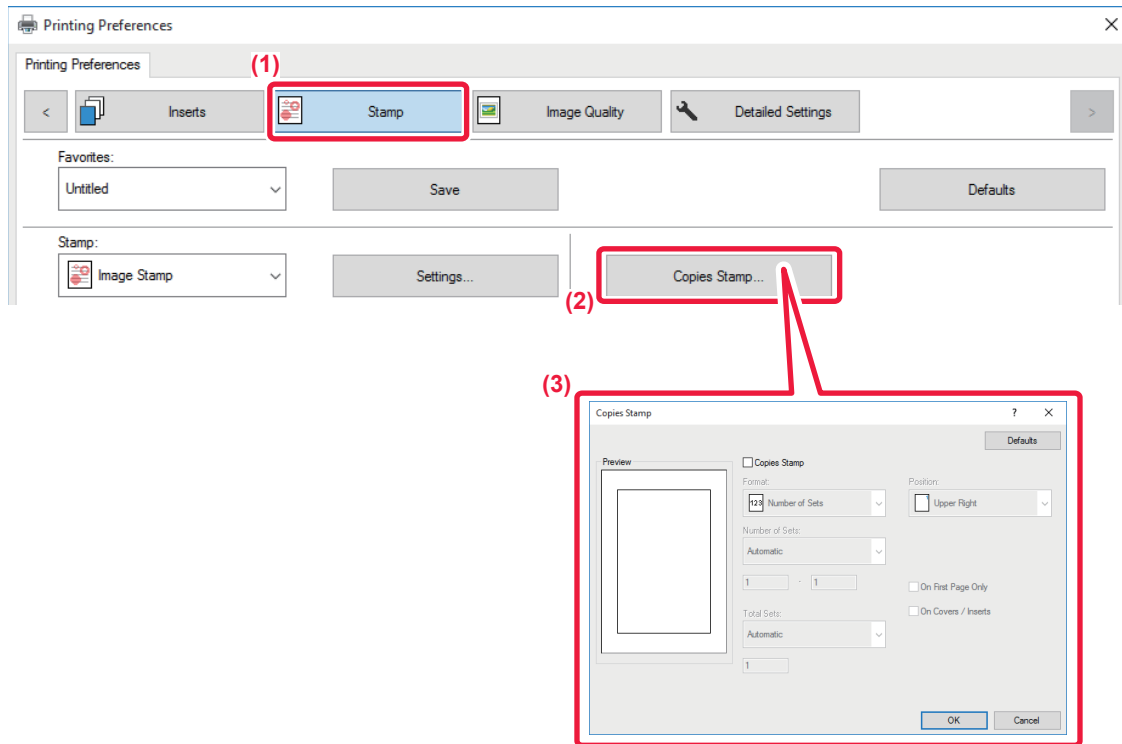 Printing Preferences
Printing Preferences
(1)
< Inserts Stamp Image Quality Detailed Settings >
Favorites:
Untitled Save Defaults
Stamp:
Image Stamp Settings... Copies Stamp...
(2)
(3)
Copies Stamp ? ×
Defaults
Preview Copies Stamp
Format: Position:
123 Number of Sets Upper Right
Number of Sets:
Automatic
1 - 1 On First Page Only
Total Sets: On Covers / Inserts
Automatic
1
OK Cancel